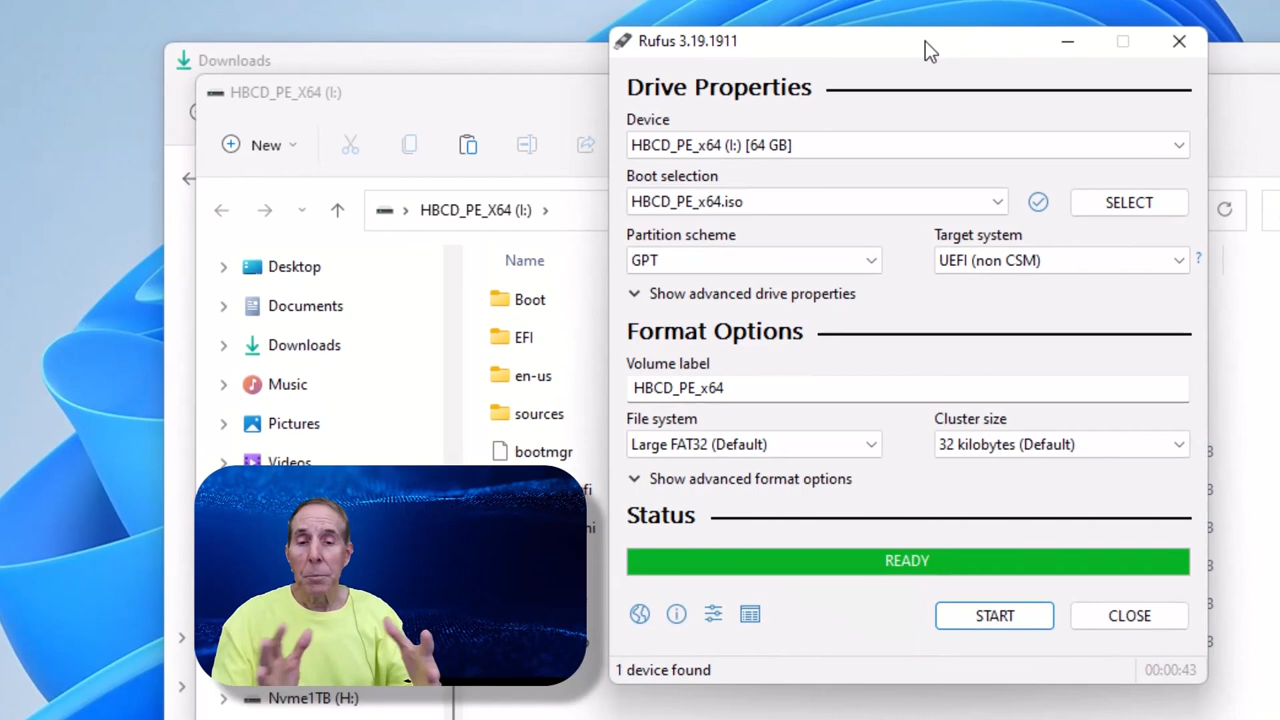 Downloads
HBCD_PE_X64 (I:)
New
HBCD_PE_X64 (I:)
Desktop
Documents
Downloads
Music
Pictures
Videos
Nvme1TB (H:)
Name
Boot
EFI
en-us
sources
bootmgr
Rufus 3.19.1911
Drive Properties
Device
HBCD_PE_x64 (I:) [64 GB]
Boot selection
HBCD_PE_x64.iso
SELECT
Partition scheme
Target system
GPT
UEFI (non CSM)
?
Show advanced drive properties
Format Options
Volume label
HBCD_PE_x64
File system
Cluster size
Large FAT32 (Default)
32 kilobytes (Default)
Show advanced format options
Status
READY
START
CLOSE
1 device found
00:00:43